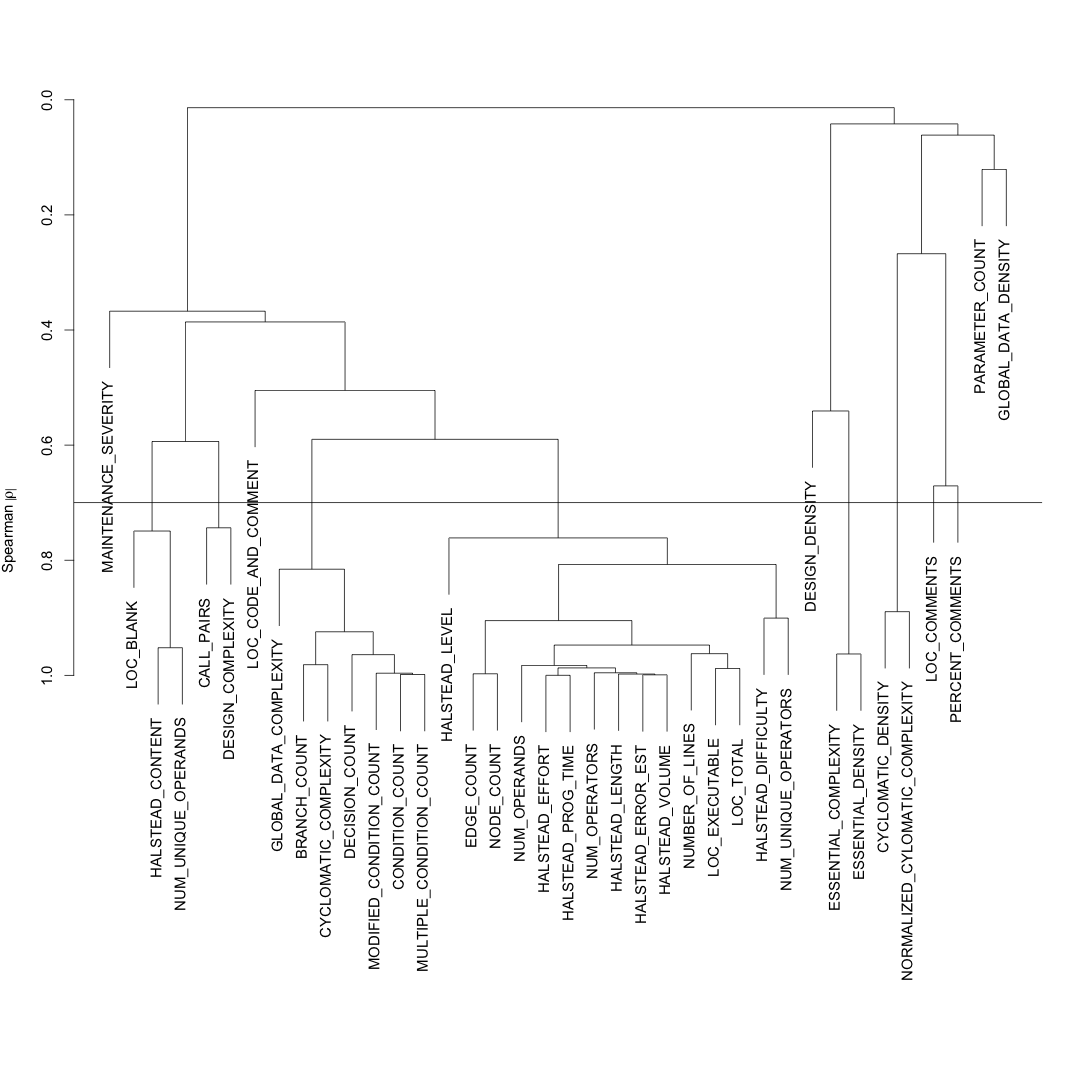 Spearman |ρ|
0.0
0.2
0.4
0.6
0.8
1.0
MAINTENANCE_SEVERITY
LOC_BLANK
HALSTEAD_CONTENT
NUM_UNIQUE_OPERANDS
CALL_PAIRS
DESIGN_COMPLEXITY
LOC_CODE_AND_COMMENT
GLOBAL_DATA_COMPLEXITY
BRANCH_COUNT
CYCLOMATIC_COMPLEXITY
DECISION_COUNT
MODIFIED_CONDITION_COUNT
CONDITION_COUNT
MULTIPLE_CONDITION_COUNT
HALSTEAD_LEVEL
EDGE_COUNT
NODE_COUNT
NUM_OPERANDS
HALSTEAD_EFFORT
HALSTEAD_PROG_TIME
NUM_OPERATORS
HALSTEAD_LENGTH
HALSTEAD_ERROR_EST
HALSTEAD_VOLUME
NUMBER_OF_LINES
LOC_EXECUTABLE
LOC_TOTAL
HALSTEAD_DIFFICULTY
NUM_UNIQUE_OPERATORS
DESIGN_DENSITY
ESSENTIAL_COMPLEXITY
ESSENTIAL_DENSITY
CYCLOMATIC_DENSITY
NORMALIZED_CYLOMATIC_COMPLEXITY
LOC_COMMENTS
PERCENT_COMMENTS
PARAMETER_COUNT
GLOBAL_DATA_DENSITY